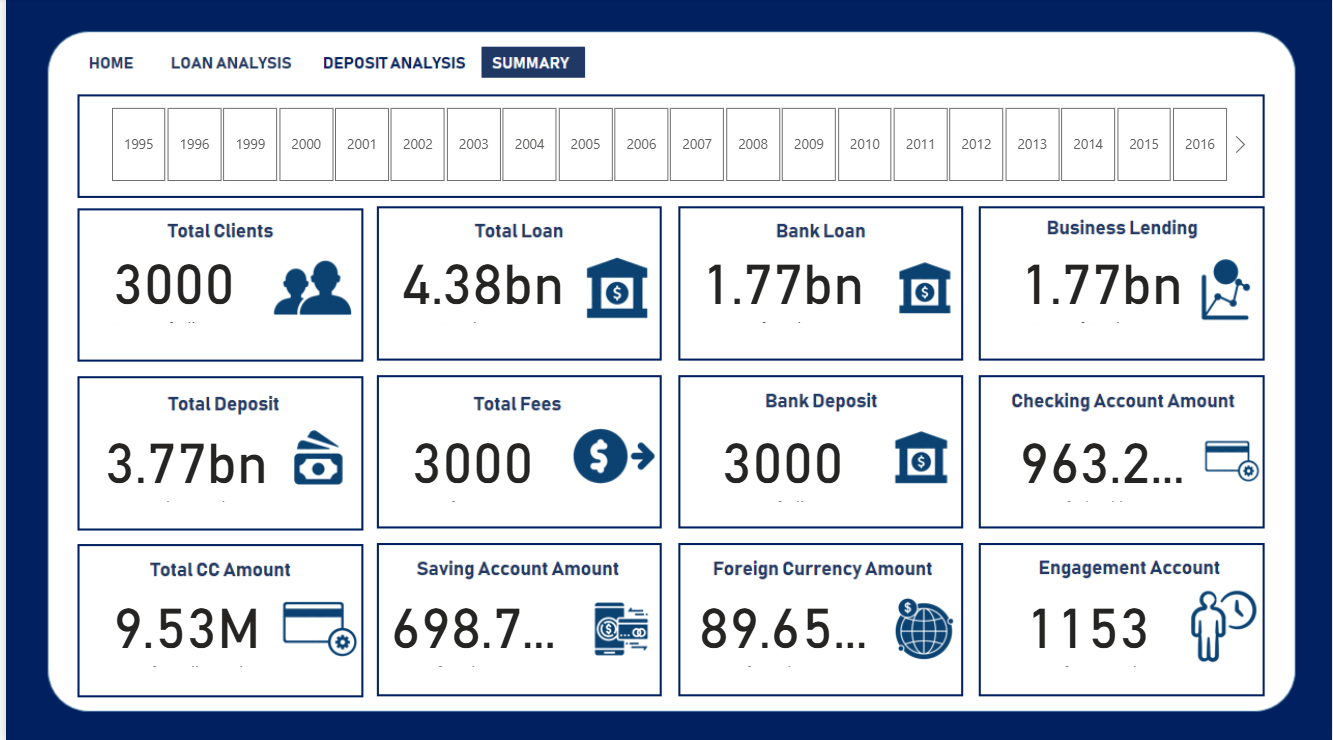 HOME LOAN ANALYSIS DEPOSIT ANALYSIS SUMMARY
1995 1996 1999 2000 2001 2002 2003 2004 2005 2006 2007 2008 2009 2010 2011 2012 2013 2014 2015 2016
Total Clients
3000
Total Loan
4.38bn
Bank Loan
1.77bn
Business Lending
1.77bn
Total Deposit
3.77bn
Total Fees
3000
Bank Deposit
3000
Checking Account Amount
963.2...
Total CC Amount
9.53M
Saving Account Amount
698.7...
Foreign Currency Amount
89.65...
Engagement Account
1153